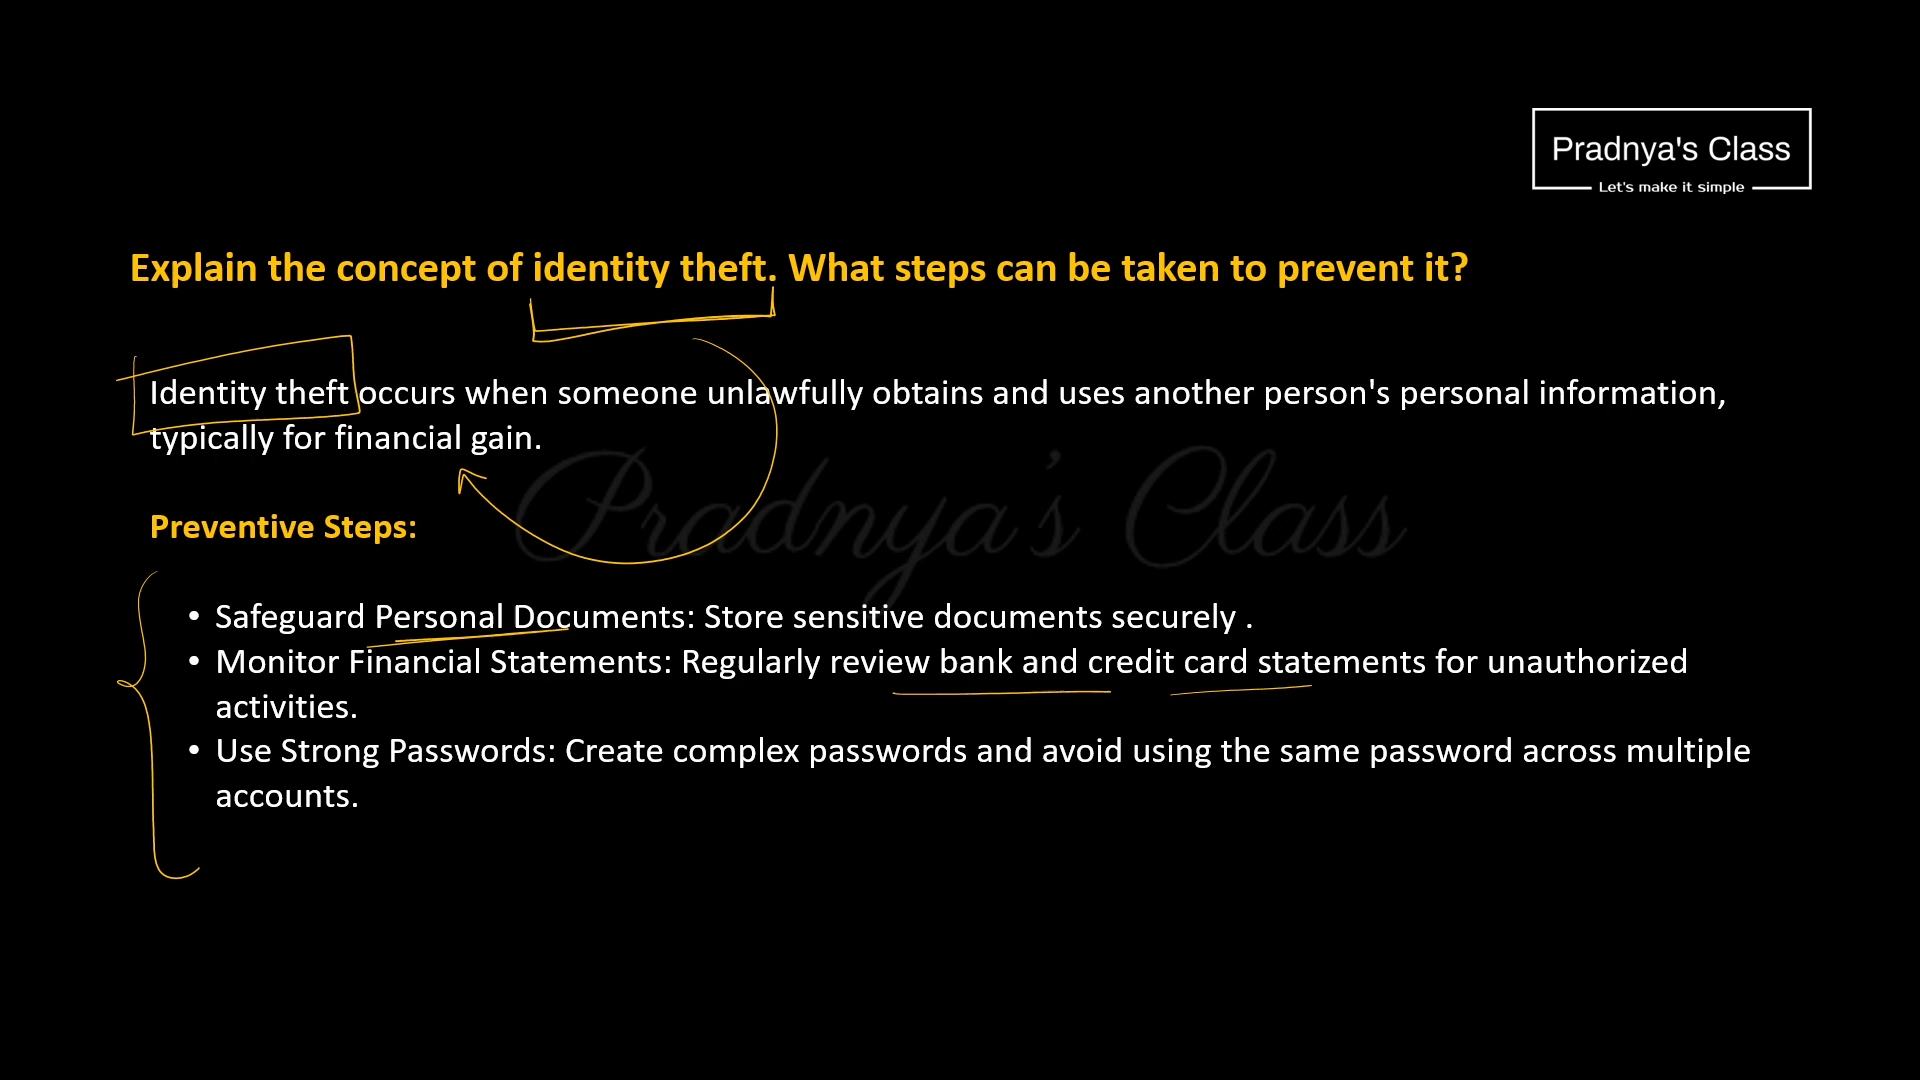 Pradnya's Class
Let's make it simple
Explain the concept of identity theft. What steps can be taken to prevent it?
Identity theft occurs when someone unlawfully obtains and uses another person's personal information,
typically for financial gain.
Pradnya's Class
Preventive Steps:
• Safeguard Personal Documents: Store sensitive documents securely .
• Monitor Financial Statements: Regularly review bank and credit card statements for unauthorized
activities.
• Use Strong Passwords: Create complex passwords and avoid using the same password across multiple
accounts.